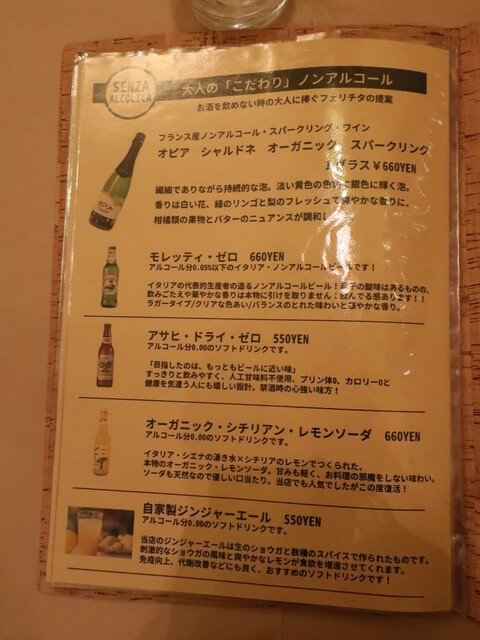 SENZA
ALCOLICA
大人の「こだわり」ノンアルコール
お酒を飲めない時の大人に捧ぐフェリチタの提案
フランス産ノンアルコール・スパークリング・ワイン
オピア シャルドネ オーガニック スパークリング
グラス¥660YEN
繊細でありながら持続的な泡。淡い黄色の色調に銀色に輝く泡。
香りは白い花、緑のリンゴと梨のフレッシュで爽やかな香りに、
柑橘類の果物とバターのニュアンスが調和し
モレッティ・ゼロ 660YEN
アルコール分0.05%以下のイタリア・ノンアルコールビールです！
イタリアの代表的生産者の造るノンアルコールビール！の酸味はあるものの、
飲みごたえや華やかな香りは本物に引けを取りません！飲んでる感あります！！
ラガータイプ/クリアな色あい/バランスのとれた味わいと華やかな香り。
アサヒ・ドライ・ゼロ 550YEN
アルコール分0.00のソフトドリンクです。
「目指したのは、もっともビールに近い味」
すっきりと飲みやすく、人工甘味料不使用、プリン体0、カロリー0と
健康を気遣う人にも嬉しい設計。禁酒時の心強い味方！
オーガニック・シチリアン・レモンソーダ 660YEN
アルコール分0.00のソフトドリンクです。
イタリア・シエナの湧き水×シチリアのレモンでつくられた、
本物のオーガニック・レモンソーダ。甘みも軽く、お料理の邪魔をしない味わい。
ソーダも天然なので優しい口当たり。当店でも人気でしたがこの度復活！
自家製ジンジャーエール 550YEN
アルコール分0.00のソフトドリンクです。
当店のジンジャーエールは生のショウガと数種のスパイスで作られたものです。
刺激的なショウガの風味と爽やかなレモンが食欲を増進させてくれます。
免疫向上、代謝改善などにも良く、おすすめのソフトドリンクです！